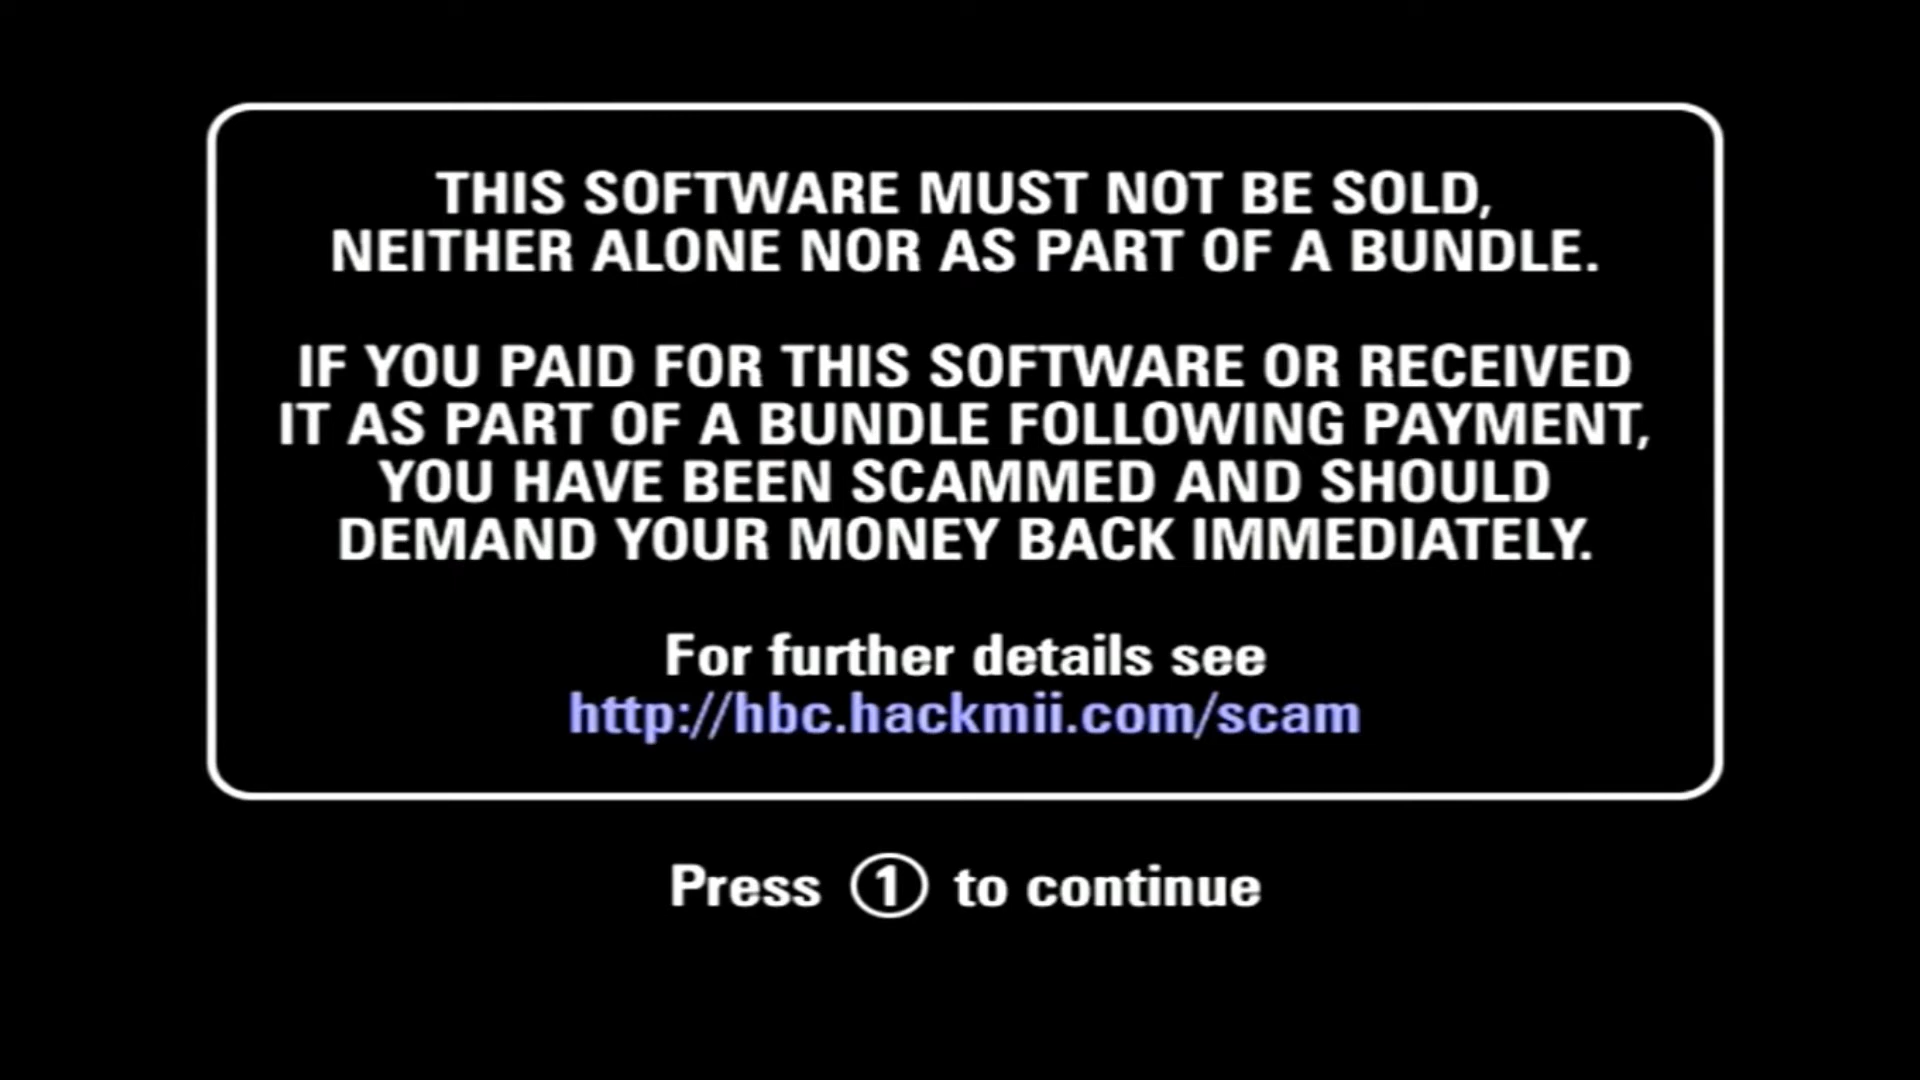 THIS SOFTWARE MUST NOT BE SOLD,
NEITHER ALONE NOR AS PART OF A BUNDLE.
IF YOU PAID FOR THIS SOFTWARE OR RECEIVED
IT AS PART OF A BUNDLE FOLLOWING PAYMENT,
YOU HAVE BEEN SCAMMED AND SHOULD
DEMAND YOUR MONEY BACK IMMEDIATELY.
For further details see
http://hbc.hackmii.com/scam
Press 1 to continue